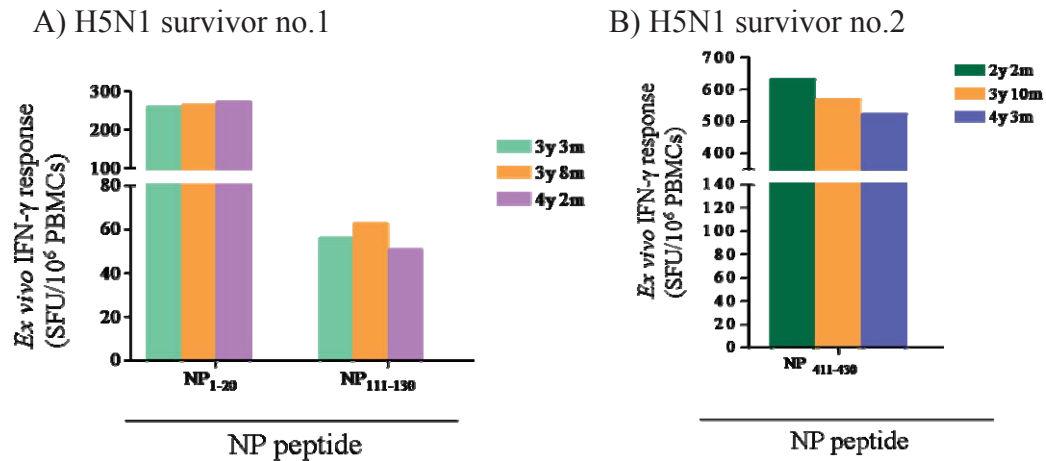 A) H5N1 survivor no.1
Ex vivo IFN-γ response
(SFU/10⁶ PBMCs)
300
200
100
80
60
40
20
0
NP₁₋₂₀
NP₁₁₁₋₁₃₀
NP peptide
3y 3m
3y 8m
4y 2m
B) H5N1 survivor no.2
Ex vivo IFN-γ response
(SFU/10⁶ PBMCs)
700
600
500
400
140
120
100
80
60
40
20
0
NP ₄₁₁₋₄₃₀
NP peptide
2y 2m
3y 10m
4y 3m